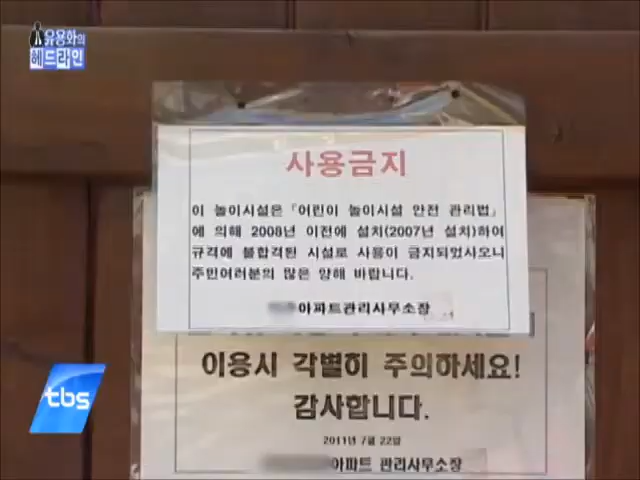 유용화의
헤드라인
사용금지
이 놀이시설은 「어린이 놀이시설 안전 관리법」
에 의해 2008년 이전에 설치(2007년 설치)하여
규격에 불합격된 시설로 사용이 금지되었사오니
주민여러분의 많은 양해 바랍니다.
아파트관리사무소장
이용시 각별히 주의하세요!
감사합니다.
2011년 7월 22일
아파트 관리사무소장
tbs